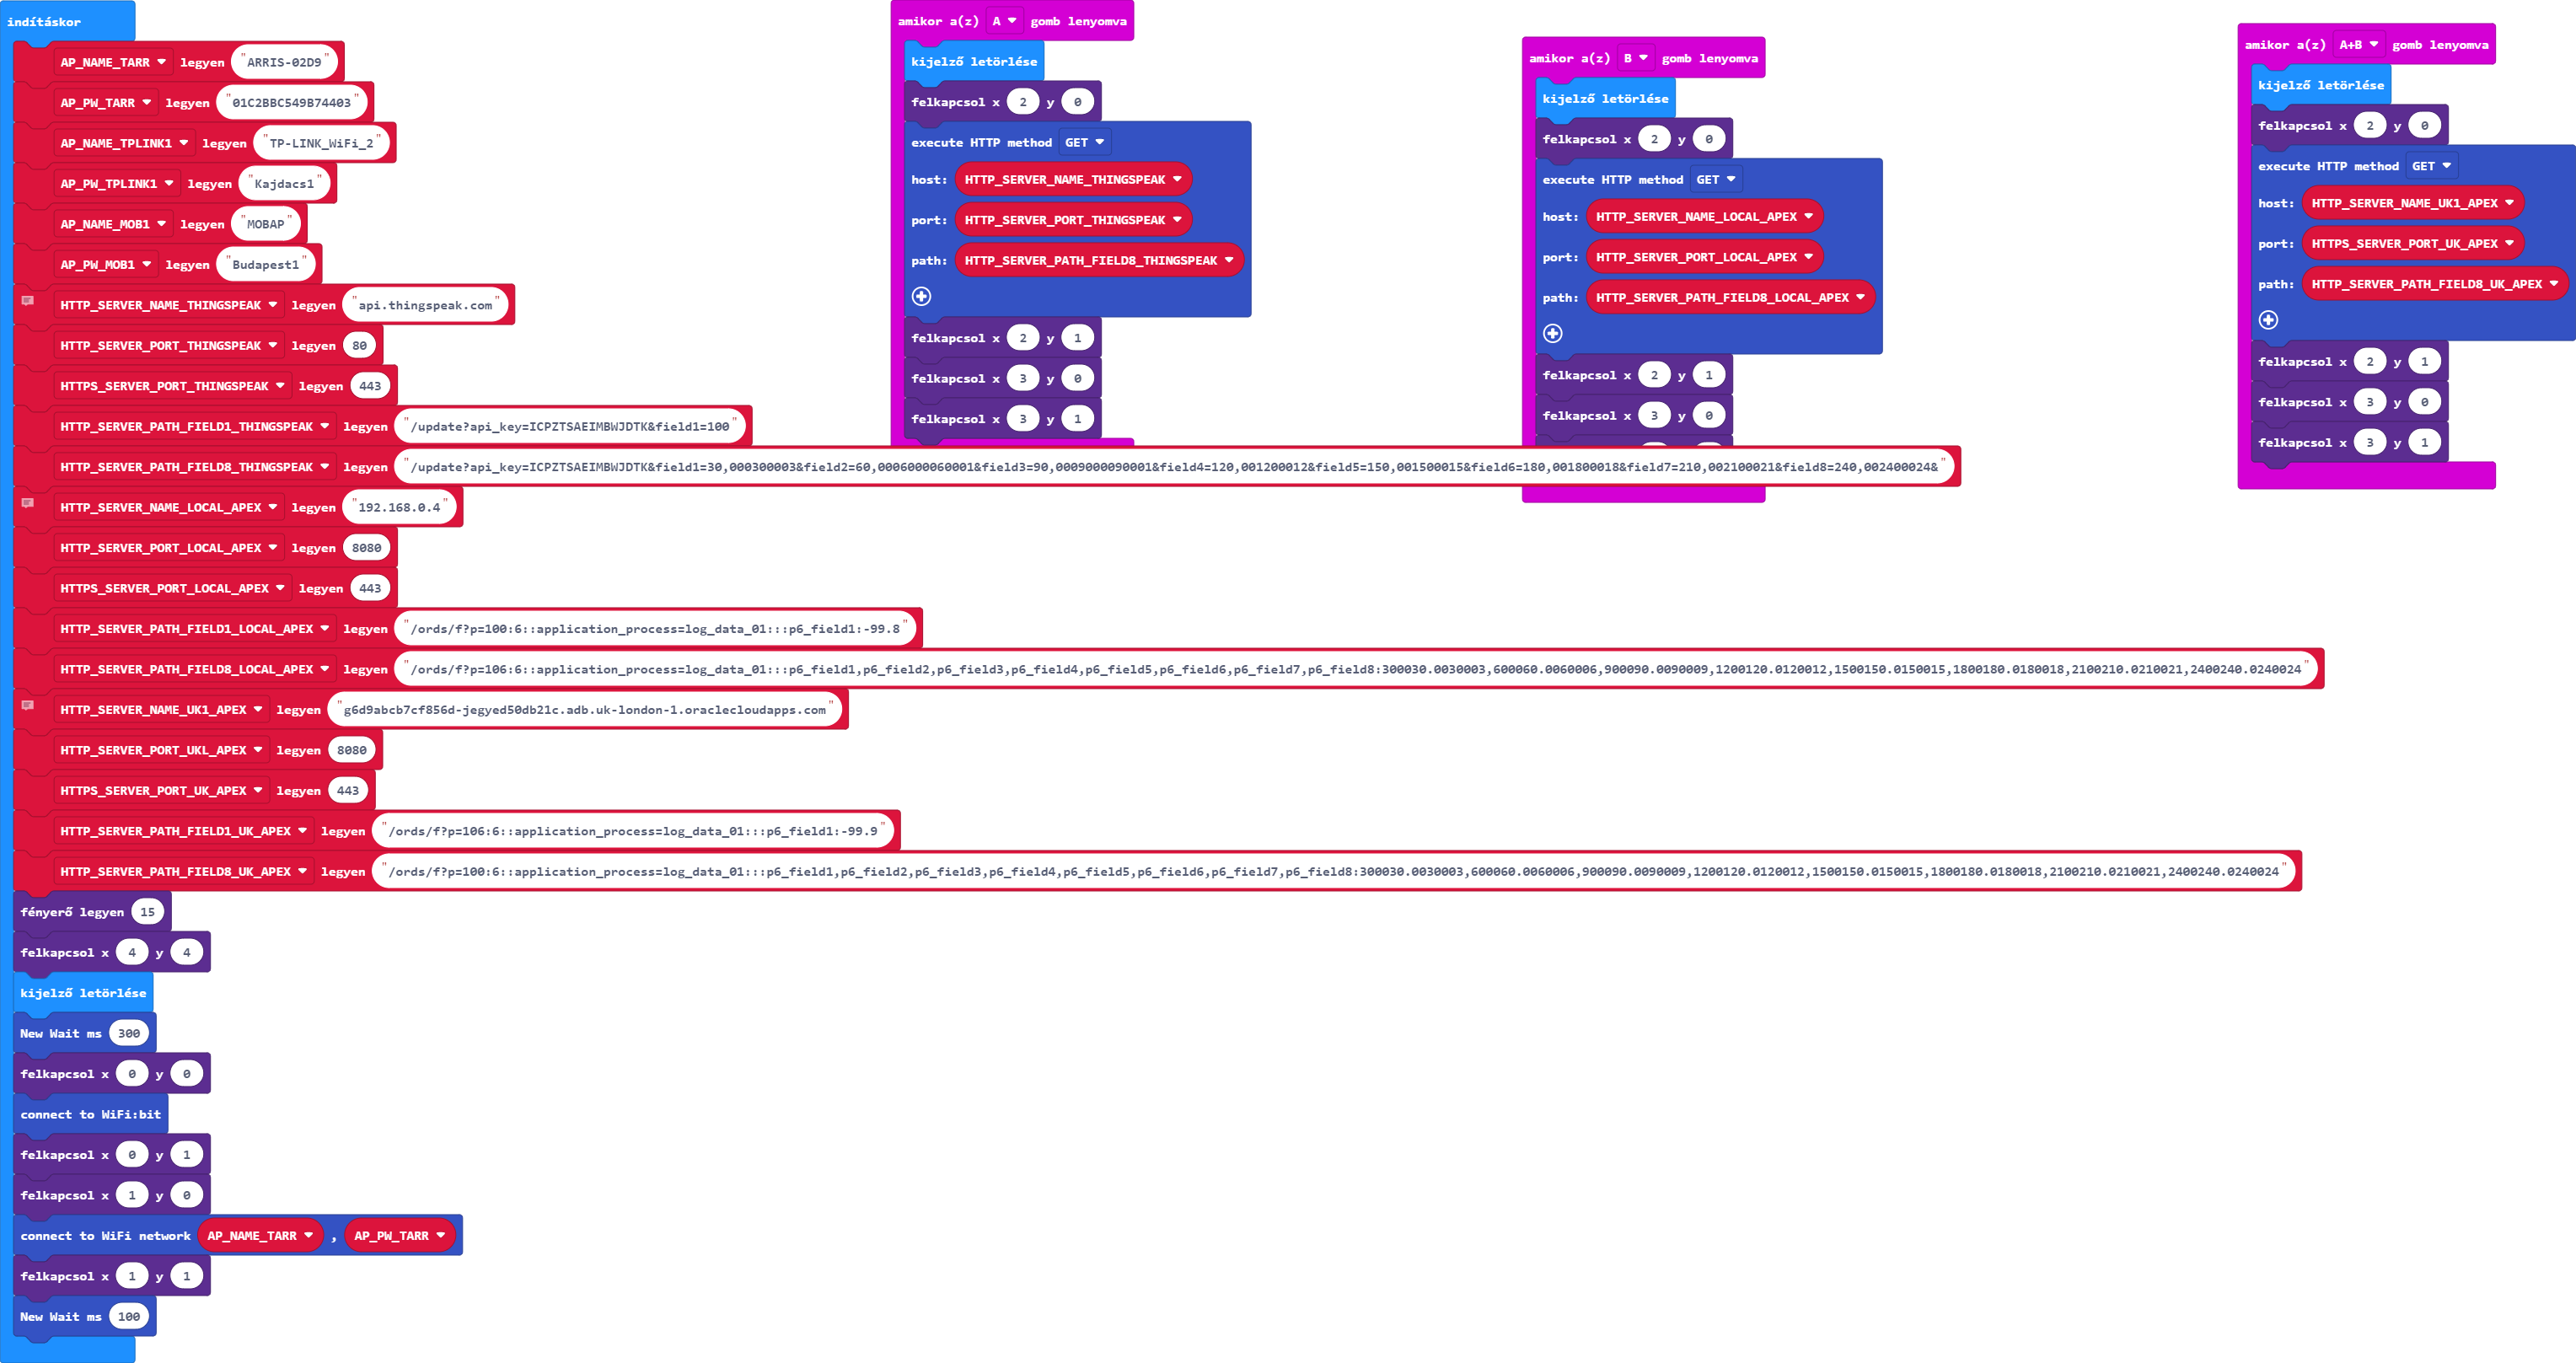 indításkor
AP_NAME_TARR legyen "ARRIS-02D9"
AP_PW_TARR legyen "01C2BBC549B74403"
AP_NAME_TPLINK1 legyen "TP-LINK_WiFi_2"
AP_PW_TPLINK1 legyen "Kajdacs1"
AP_NAME_MOB1 legyen "MOBAP"
AP_PW_MOB1 legyen "Budapest1"
HTTP_SERVER_NAME_THINGSPEAK legyen "api.thingspeak.com"
HTTP_SERVER_PORT_THINGSPEAK legyen 80
HTTPS_SERVER_PORT_THINGSPEAK legyen 443
HTTP_SERVER_PATH_FIELD1_THINGSPEAK legyen "/update?api_key=ICPZTSAEIMBWJDTK&field1=100"
HTTP_SERVER_PATH_FIELD8_THINGSPEAK legyen "/update?api_key=ICPZTSAEIMBWJDTK&field1=30,000300003&field2=60,0006000060001&field3=90,0009000090001&field4=120,001200012&field5=150,001500015&field6=180,001800018&field7=210,002100021&field8=240,002400024&"
HTTP_SERVER_NAME_LOCAL_APEX legyen "192.168.0.4"
HTTP_SERVER_PORT_LOCAL_APEX legyen 8080
HTTPS_SERVER_PORT_LOCAL_APEX legyen 443
HTTP_SERVER_PATH_FIELD1_LOCAL_APEX legyen "/ords/f?p=100:6::application_process=log_data_01:::p6_field1:-99.8"
HTTP_SERVER_PATH_FIELD8_LOCAL_APEX legyen "/ords/f?p=106:6::application_process=log_data_01:::p6_field1,p6_field2,p6_field3,p6_field4,p6_field5,p6_field6,p6_field7,p6_field8:300030.0030003,600060.0060006,900090.0090009,1200120.0120012,1500150.0150015,1800180.0180018,2100210.0210021,2400240.0240024"
HTTP_SERVER_NAME_UK1_APEX legyen "g6d9abcb7cf856d-jegyed50db21c.adb.uk-london-1.oraclecloudapps.com"
HTTP_SERVER_PORT_UKL_APEX legyen 8080
HTTPS_SERVER_PORT_UK_APEX legyen 443
HTTP_SERVER_PATH_FIELD1_UK_APEX legyen "/ords/f?p=106:6::application_process=log_data_01:::p6_field1:-99.9"
HTTP_SERVER_PATH_FIELD8_UK_APEX legyen "/ords/f?p=100:6::application_process=log_data_01:::p6_field1,p6_field2,p6_field3,p6_field4,p6_field5,p6_field6,p6_field7,p6_field8:300030.0030003,600060.0060006,900090.0090009,1200120.0120012,1500150.0150015,1800180.0180018,2100210.0210021,2400240.0240024"
fényerő legyen 15
felkapcsol x 4 y 4
kijelző letörlése
New Wait ms 300
felkapcsol x 0 y 0
connect to WiFi:bit
felkapcsol x 0 y 1
felkapcsol x 1 y 0
connect to WiFi network AP_NAME_TARR , AP_PW_TARR
felkapcsol x 1 y 1
New Wait ms 100
amikor a(z) A gomb lenyomva
kijelző letörlése
felkapcsol x 2 y 0
execute HTTP method GET
host: HTTP_SERVER_NAME_THINGSPEAK
port: HTTP_SERVER_PORT_THINGSPEAK
path: HTTP_SERVER_PATH_FIELD8_THINGSPEAK
felkapcsol x 2 y 1
felkapcsol x 3 y 0
felkapcsol x 3 y 1
amikor a(z) B gomb lenyomva
kijelző letörlése
felkapcsol x 2 y 0
execute HTTP method GET
host: HTTP_SERVER_NAME_LOCAL_APEX
port: HTTP_SERVER_PORT_LOCAL_APEX
path: HTTP_SERVER_PATH_FIELD8_LOCAL_APEX
felkapcsol x 2 y 1
felkapcsol x 3 y 0
amikor a(z) A+B gomb lenyomva
kijelző letörlése
felkapcsol x 2 y 0
execute HTTP method GET
host: HTTP_SERVER_NAME_UK1_APEX
port: HTTPS_SERVER_PORT_UK_APEX
path: HTTP_SERVER_PATH_FIELD8_UK_APEX
felkapcsol x 2 y 1
felkapcsol x 3 y 0
felkapcsol x 3 y 1